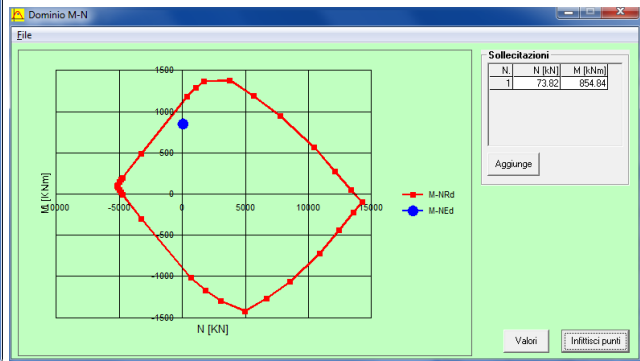 Dominio M-N
File
1500
1000
500
0
-500
-1000
-1500
-10000 -5000 0 5000 10000 15000
M [KNm]
N [KN]
M-NRd
M-NEd
Sollecitazioni
N. N [kN] M [kNm]
1 73.82 854.84
Aggiunge
Valori
Infittisci punti